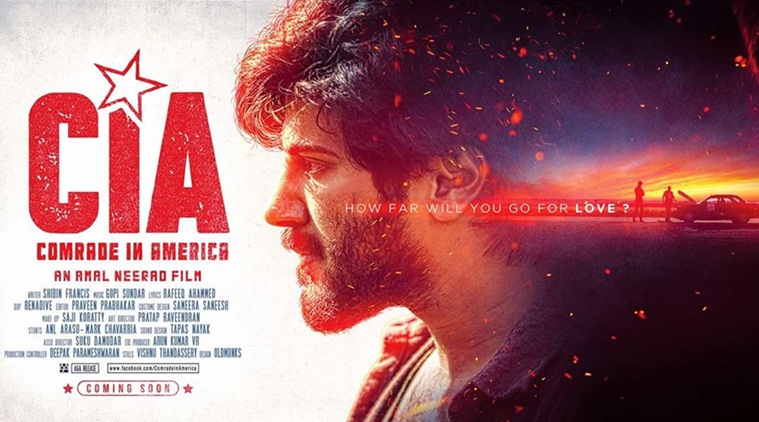 CIA
COMRADE IN AMERICA
AN AMAL NEERAD FILM
WRITER SHIBIN FRANCIS MUSIC GOPI SUNDAR LYRICS RAFEEQ AHAMMED
DOP RENADIVE EDITOR PRAVEEN PRABHAKAR COSTUME DESIGN SAMEERA SANEESH
MAKE UP SAJI KORATTY ART DIRECTOR PRATAP RAVEENDRAN
STUNTS ANL ARASU- MARK CHAVARRIA SOUND DESIGN TAPAS NAYAK
ASSO DIRECTOR SUKU DAMODAR EXE PRODUCER ARUN KUMAR VR
PRODUCTION CONTROLLER DEEPAK PARAMESHWARAN STILLS VISHNU THANDASSERY DESIGN OLDMONKS
A&A RELEASE www.facebook.com/ComradeinAmerica
COMING SOON
HOW FAR WILL YOU GO FOR LOVE ?